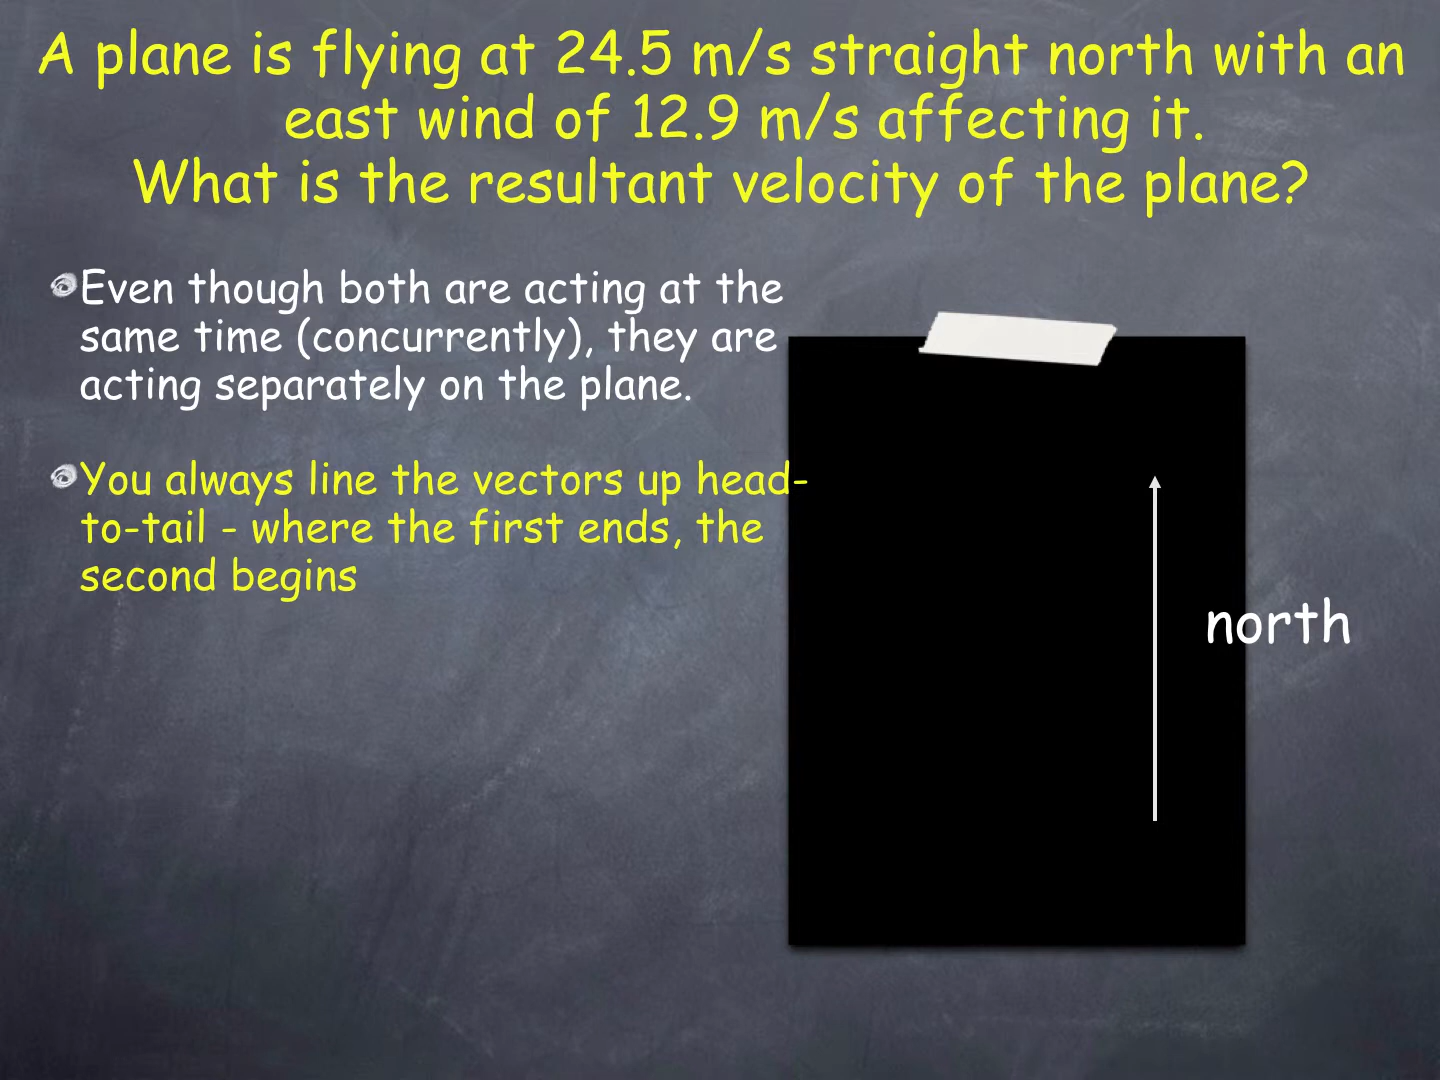 A plane is flying at 24.5 m/s straight north with an
east wind of 12.9 m/s affecting it.
What is the resultant velocity of the plane?
Even though both are acting at the
same time (concurrently), they are
acting separately on the plane.
You always line the vectors up head-
to-tail - where the first ends, the
second begins
north